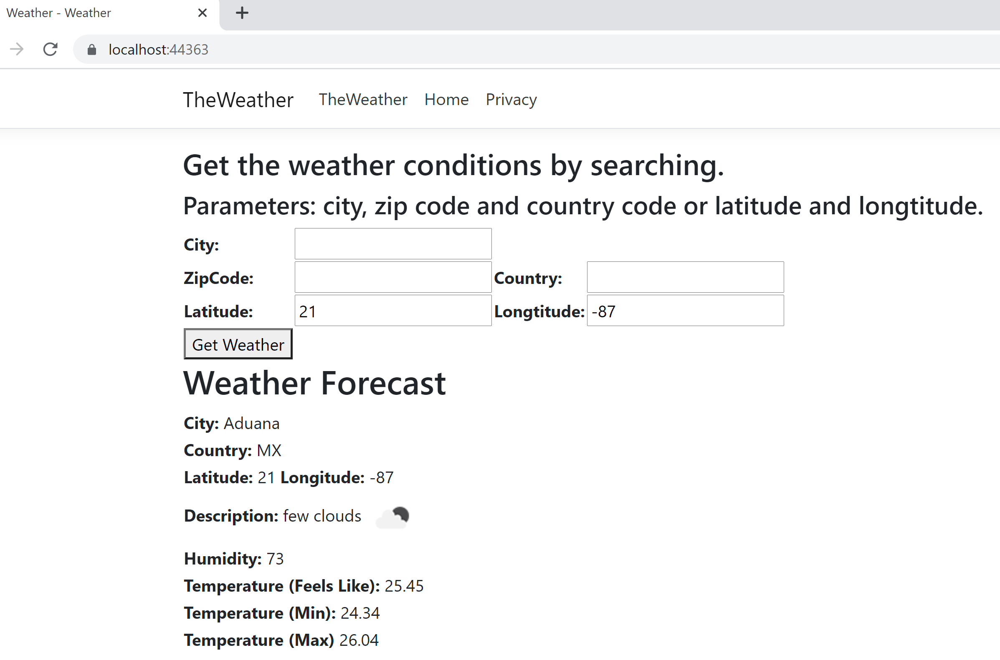 Weather - Weather
localhost:44363
TheWeather TheWeather Home Privacy
Get the weather conditions by searching.
Parameters: city, zip code and country code or latitude and longtitude.
City:
ZipCode: Country:
Latitude: 21 Longtitude: -87
Get Weather
Weather Forecast
City: Aduana
Country: MX
Latitude: 21 Longitude: -87
Description: few clouds
Humidity: 73
Temperature (Feels Like): 25.45
Temperature (Min): 24.34
Temperature (Max) 26.04